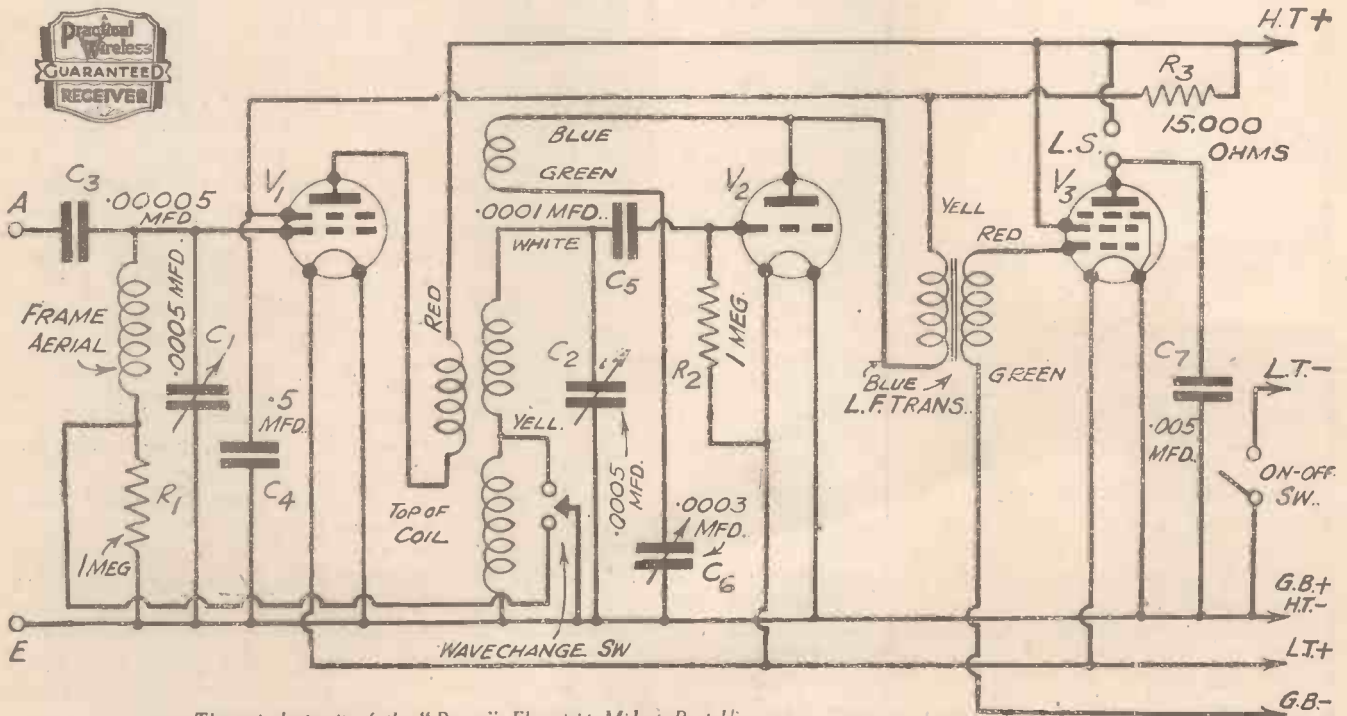 Practical
Wireless
GUARANTEED
RECEIVER
H.T+
R3
15,000
OHMS
L.S.
A
C3
.00005
MFD
V1
BLUE
GREEN
.0001 MFD.
WHITE
C5
V2
YELL
RED
V3
FRAME
AERIAL
.0005 MFD.
C1
RED
C2
R2
1 MEG.
BLUE
L.F. TRANS..
GREEN
C7
.005
MFD.
L.T.-
ON-OFF
SW..
R1
1 MEG
.5
MFD.
C4
TOP OF
COIL
YELL.
.0005
MFD.
.0003
MFD.
C6
G.B+
H.T.-
E
WAVECHANGE SW
L.T.+
G.B-